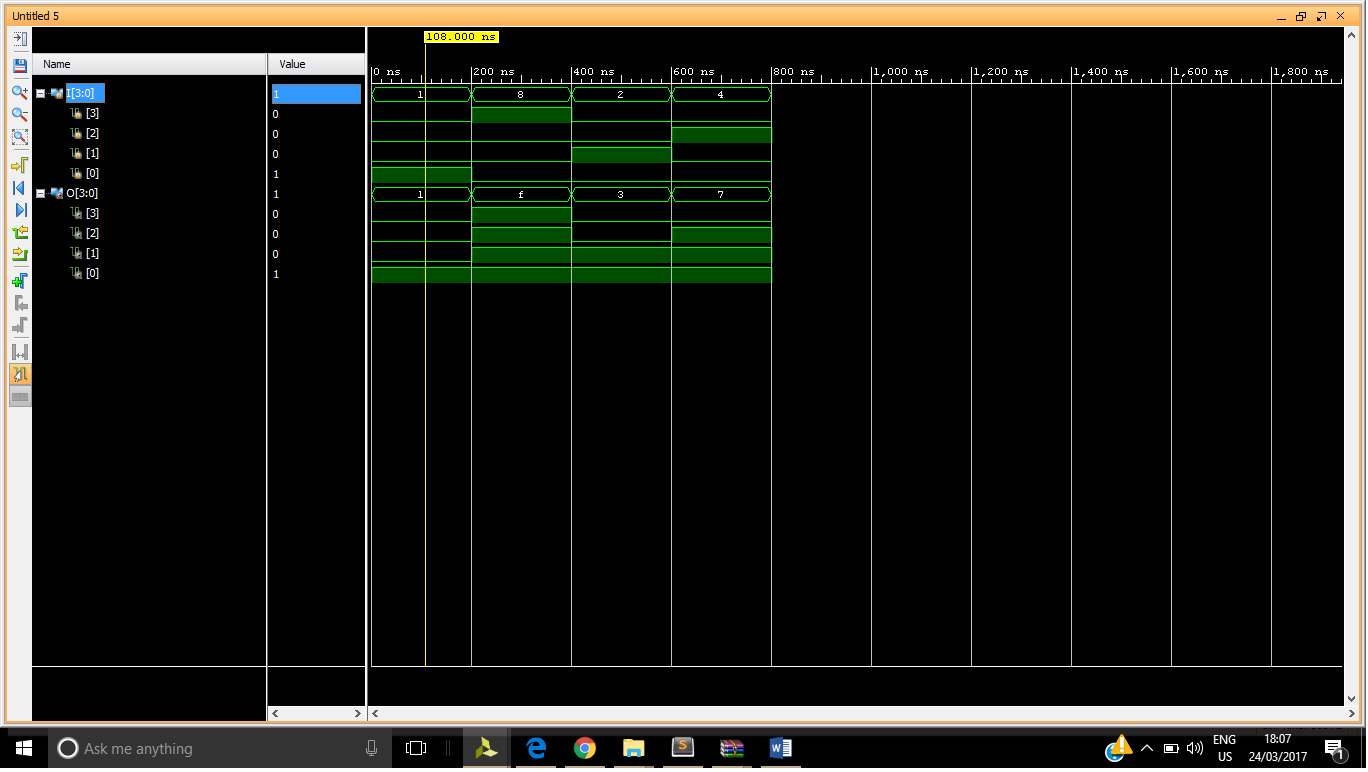 Untitled 5
108.000 ns
Name Value
0 ns 200 ns 400 ns 600 ns 800 ns 1,000 ns 1,200 ns 1,400 ns 1,600 ns 1,800 ns
I[3:0] 1 1 8 2 4
[3] 0
[2] 0
[1] 0
[0] 1
O[3:0] 1 1 f 3 7
[3] 0
[2] 0
[1] 0
[0] 1
Ask me anything
ENG 18:07
US 24/03/2017 1